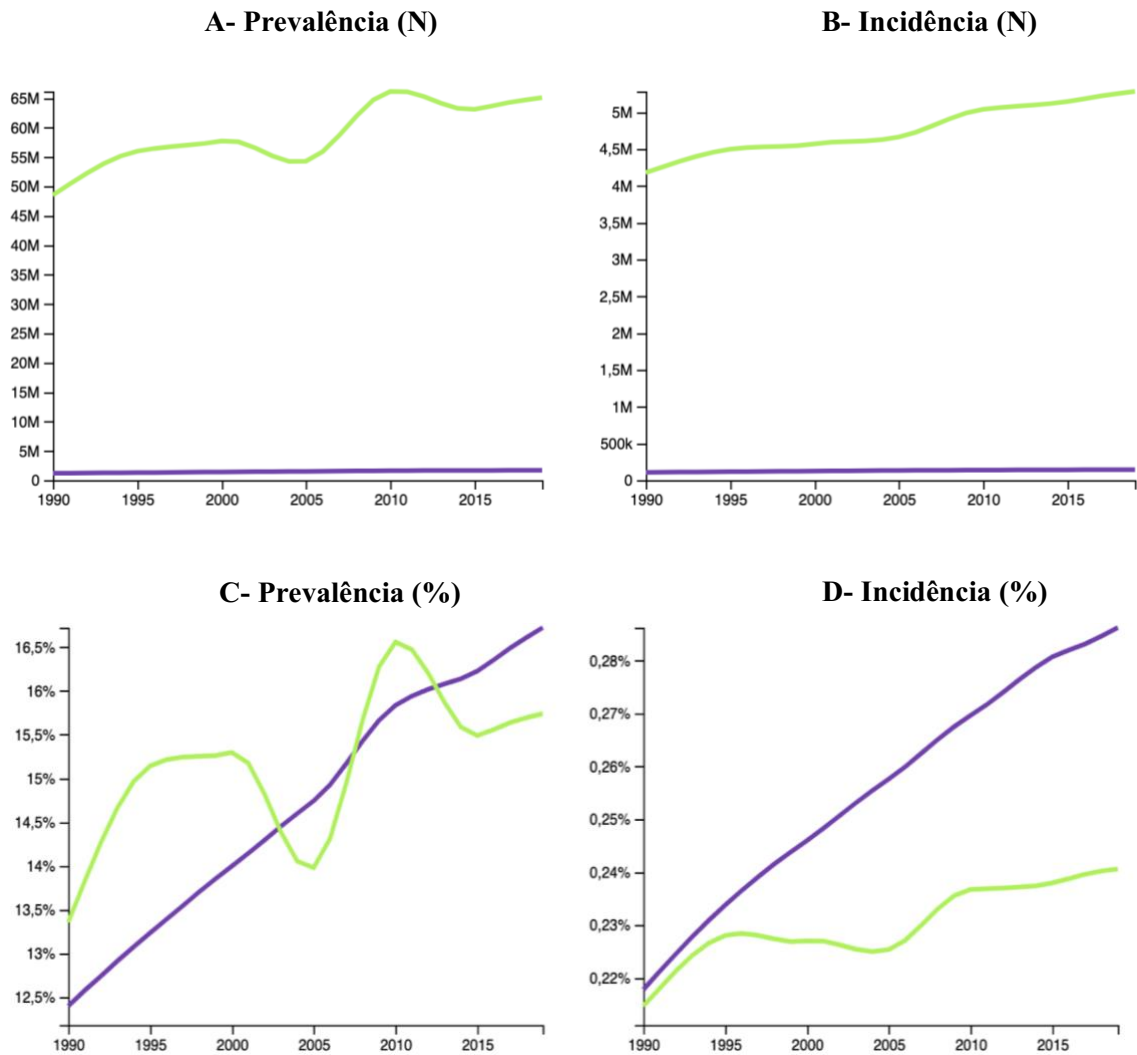 A- Prevalência (N)
65M
60M
55M
50M
45M
40M
35M
30M
25M
20M
15M
10M
5M
0
1990 1995 2000 2005 2010 2015
B- Incidência (N)
5M
4,5M
4M
3,5M
3M
2,5M
2M
1,5M
1M
500k
0
1990 1995 2000 2005 2010 2015
C- Prevalência (%)
16,5%
16%
15,5%
15%
14,5%
14%
13,5%
13%
12,5%
1990 1995 2000 2005 2010 2015
D- Incidência (%)
0,28%
0,27%
0,26%
0,25%
0,24%
0,23%
0,22%
1990 1995 2000 2005 2010 2015